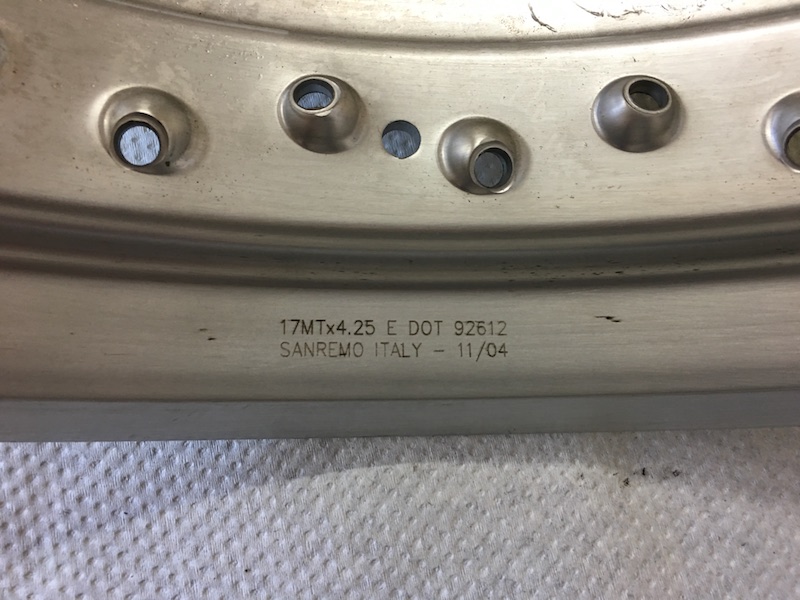 17MTx4.25 E DOT 92612
SANREMO ITALY - 11/04